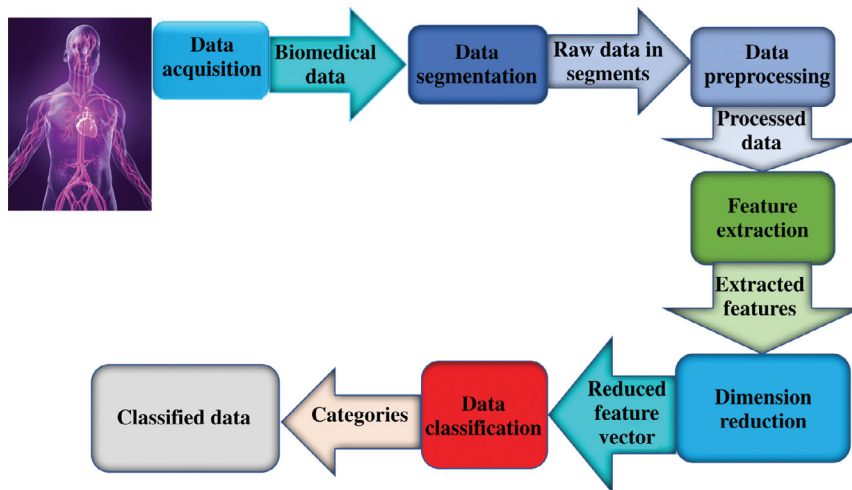 Data
acquisition
Biomedical
data
Data
segmentation
Raw data in
segments
Data
preprocessing
Processed
data
Feature
extraction
Extracted
features
Dimension
reduction
Reduced
feature
vector
Data
classification
Categories
Classified data